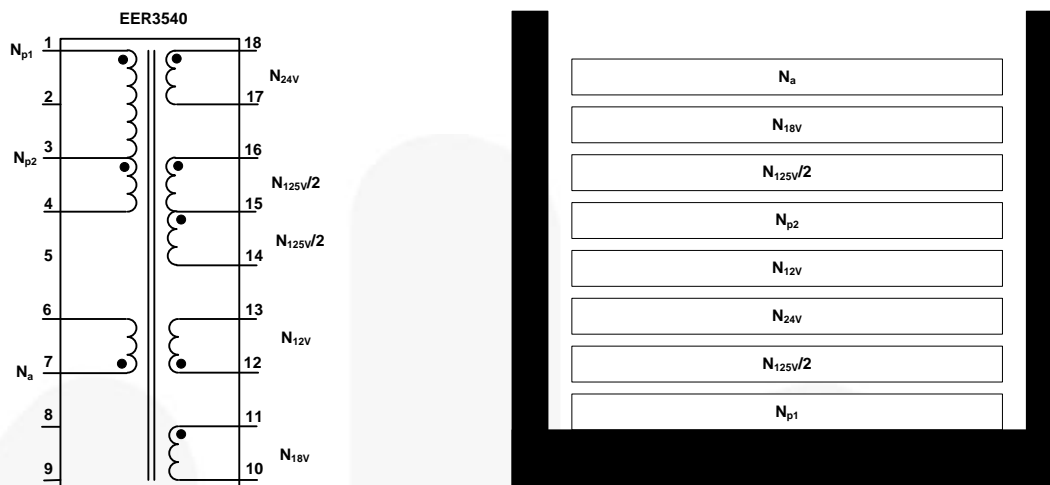 EER3540
N_p1 1 18
N_24V
2 17
N_p2 3 16
N_125V/2
4 15
N_125V/2
5 14
6 13
N_12V
N_a 7 12
8 11
N_18V
9 10
N_a
N_18V
N_125V/2
N_p2
N_12V
N_24V
N_125V/2
N_p1